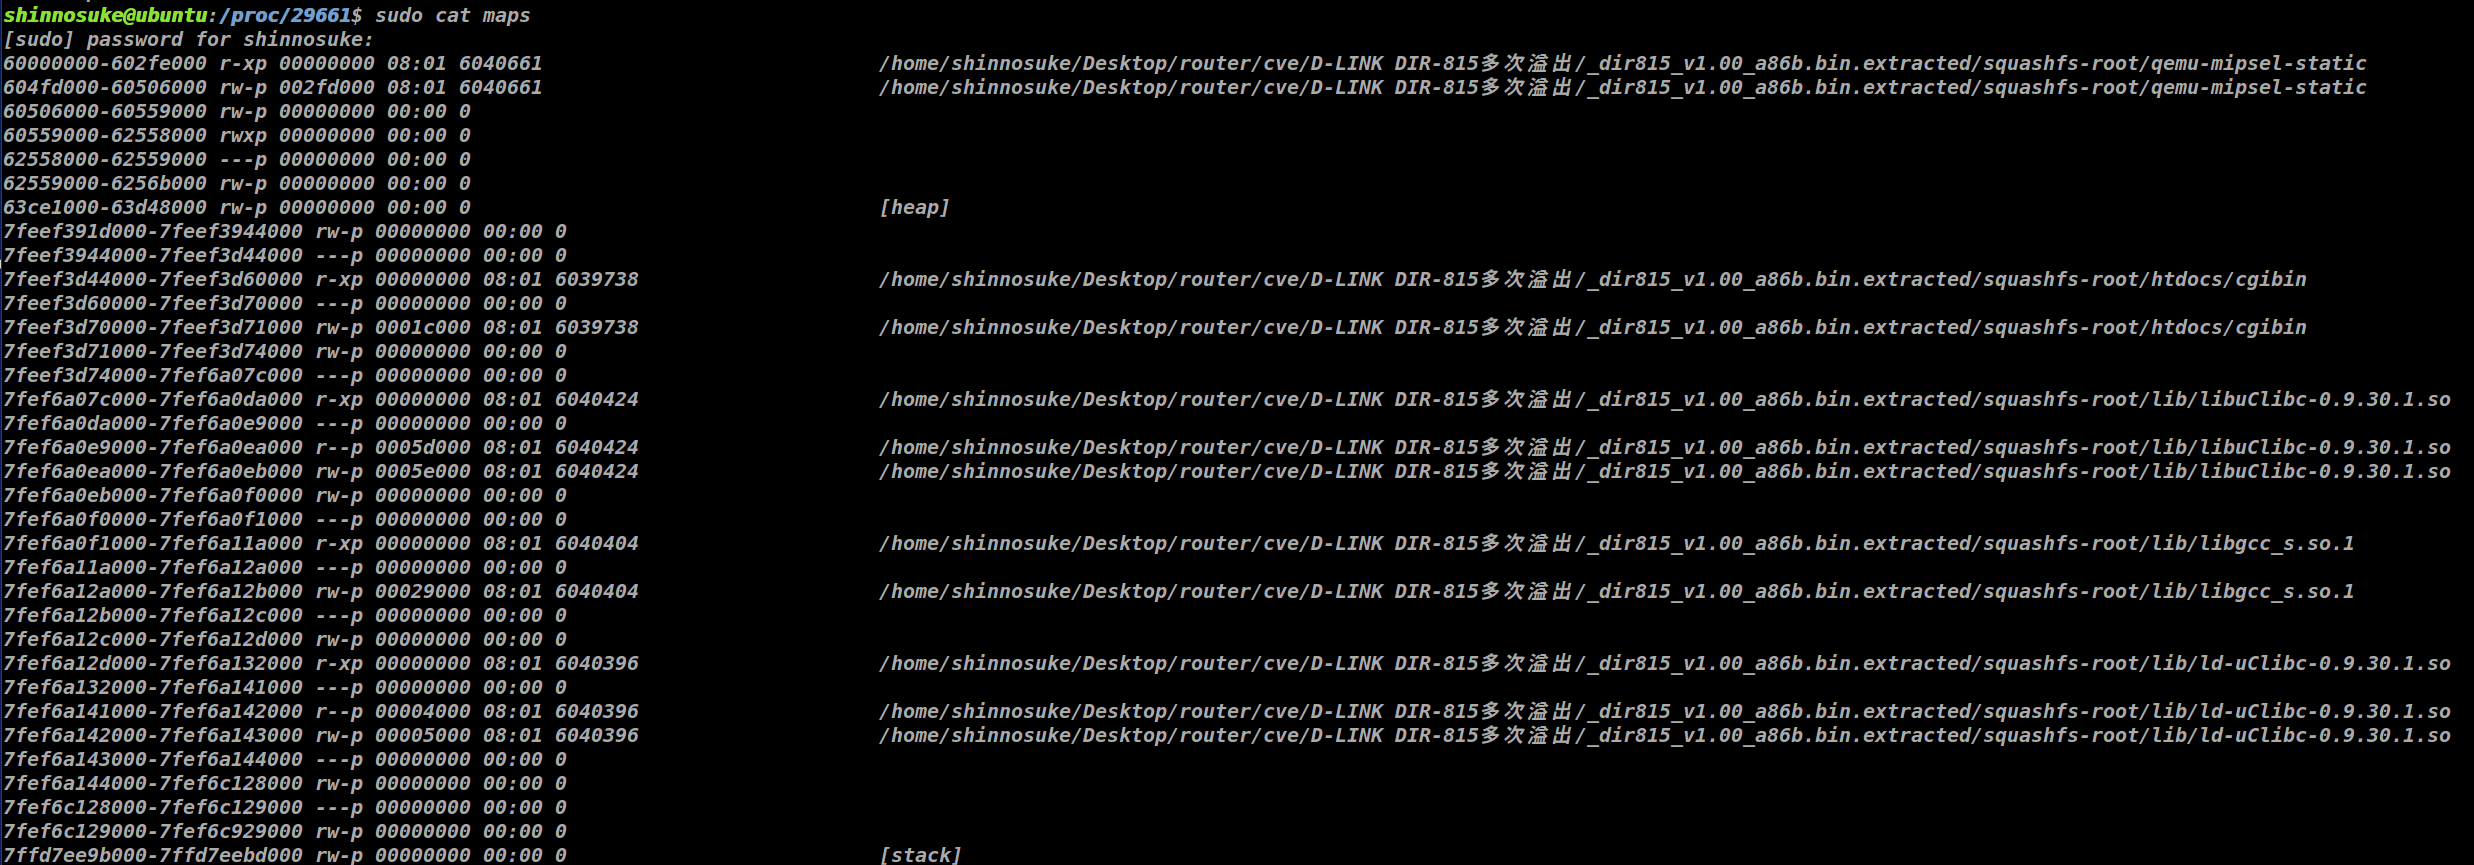 shinnosuke@ubuntu:/proc/29661$ sudo cat maps
[sudo] password for shinnosuke:
60000000-602fe000 r-xp 00000000 08:01 6040661 /home/shinnosuke/Desktop/router/cve/D-LINK DIR-815多次溢出/_dir815_v1.00_a86b.bin.extracted/squashfs-root/qemu-mipsel-static
604fd000-60506000 rw-p 002fd000 08:01 6040661 /home/shinnosuke/Desktop/router/cve/D-LINK DIR-815多次溢出/_dir815_v1.00_a86b.bin.extracted/squashfs-root/qemu-mipsel-static
60506000-60559000 rw-p 00000000 00:00 0
60559000-62558000 rwxp 00000000 00:00 0
62558000-62559000 ---p 00000000 00:00 0
62559000-6256b000 rw-p 00000000 00:00 0
63ce1000-63d48000 rw-p 00000000 00:00 0 [heap]
7feef391d000-7feef3944000 rw-p 00000000 00:00 0
7feef3944000-7feef3d44000 ---p 00000000 00:00 0
7feef3d44000-7feef3d60000 r-xp 00000000 08:01 6039738 /home/shinnosuke/Desktop/router/cve/D-LINK DIR-815多次溢出/_dir815_v1.00_a86b.bin.extracted/squashfs-root/htdocs/cgibin
7feef3d60000-7feef3d70000 ---p 00000000 00:00 0
7feef3d70000-7feef3d71000 rw-p 0001c000 08:01 6039738 /home/shinnosuke/Desktop/router/cve/D-LINK DIR-815多次溢出/_dir815_v1.00_a86b.bin.extracted/squashfs-root/htdocs/cgibin
7feef3d71000-7feef3d74000 rw-p 00000000 00:00 0
7feef3d74000-7fef6a07c000 ---p 00000000 00:00 0
7fef6a07c000-7fef6a0da000 r-xp 00000000 08:01 6040424 /home/shinnosuke/Desktop/router/cve/D-LINK DIR-815多次溢出/_dir815_v1.00_a86b.bin.extracted/squashfs-root/lib/libuClibc-0.9.30.1.so
7fef6a0da000-7fef6a0e9000 ---p 00000000 00:00 0
7fef6a0e9000-7fef6a0ea000 r--p 0005d000 08:01 6040424 /home/shinnosuke/Desktop/router/cve/D-LINK DIR-815多次溢出/_dir815_v1.00_a86b.bin.extracted/squashfs-root/lib/libuClibc-0.9.30.1.so
7fef6a0ea000-7fef6a0eb000 rw-p 0005e000 08:01 6040424 /home/shinnosuke/Desktop/router/cve/D-LINK DIR-815多次溢出/_dir815_v1.00_a86b.bin.extracted/squashfs-root/lib/libuClibc-0.9.30.1.so
7fef6a0eb000-7fef6a0f0000 rw-p 00000000 00:00 0
7fef6a0f0000-7fef6a0f1000 ---p 00000000 00:00 0
7fef6a0f1000-7fef6a11a000 r-xp 00000000 08:01 6040404 /home/shinnosuke/Desktop/router/cve/D-LINK DIR-815多次溢出/_dir815_v1.00_a86b.bin.extracted/squashfs-root/lib/libgcc_s.so.1
7fef6a11a000-7fef6a12a000 ---p 00000000 00:00 0
7fef6a12a000-7fef6a12b000 rw-p 00029000 08:01 6040404 /home/shinnosuke/Desktop/router/cve/D-LINK DIR-815多次溢出/_dir815_v1.00_a86b.bin.extracted/squashfs-root/lib/libgcc_s.so.1
7fef6a12b000-7fef6a12c000 ---p 00000000 00:00 0
7fef6a12c000-7fef6a12d000 rw-p 00000000 00:00 0
7fef6a12d000-7fef6a132000 r-xp 00000000 08:01 6040396 /home/shinnosuke/Desktop/router/cve/D-LINK DIR-815多次溢出/_dir815_v1.00_a86b.bin.extracted/squashfs-root/lib/ld-uClibc-0.9.30.1.so
7fef6a132000-7fef6a141000 ---p 00000000 00:00 0
7fef6a141000-7fef6a142000 r--p 00004000 08:01 6040396 /home/shinnosuke/Desktop/router/cve/D-LINK DIR-815多次溢出/_dir815_v1.00_a86b.bin.extracted/squashfs-root/lib/ld-uClibc-0.9.30.1.so
7fef6a142000-7fef6a143000 rw-p 00005000 08:01 6040396 /home/shinnosuke/Desktop/router/cve/D-LINK DIR-815多次溢出/_dir815_v1.00_a86b.bin.extracted/squashfs-root/lib/ld-uClibc-0.9.30.1.so
7fef6a143000-7fef6a144000 ---p 00000000 00:00 0
7fef6a144000-7fef6c128000 rw-p 00000000 00:00 0
7fef6c128000-7fef6c129000 ---p 00000000 00:00 0
7fef6c129000-7fef6c929000 rw-p 00000000 00:00 0
7ffd7ee9b000-7ffd7eebd000 rw-p 00000000 00:00 0 [stack]